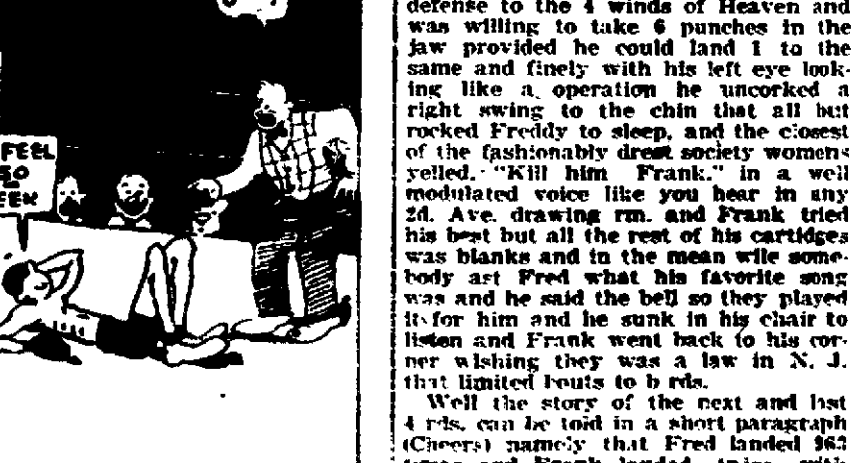 FEEL
SO
defense to the 4 winds of Heaven and
was willing to take 6 punches in the
jaw provided he could land 1 to the
same and finely with his left eye look-
ing like a operation he uncorked a
right swing to the chin that all but
rocked Freddy to sleep, and the closest
of the fashionably drest society womens
yelled. "Kill him Frank." in a well
modulated voice like you hear in any
2d. Ave. drawing rm. and Frank tried
his best but all the rest of his cartidges
was blanks and in the mean wile some-
body ast Fred what his favorite song
was and he said the bell so they played
it for him and he sunk in his chair to
listen and Frank went back to his cor-
ner wishing they was a law in N. J.
that limited bouts to rds.
Well the story of the next and last
4 rds. can be told in a short paragraph
(Cheers) namely that Fred landed
and Frank landed with